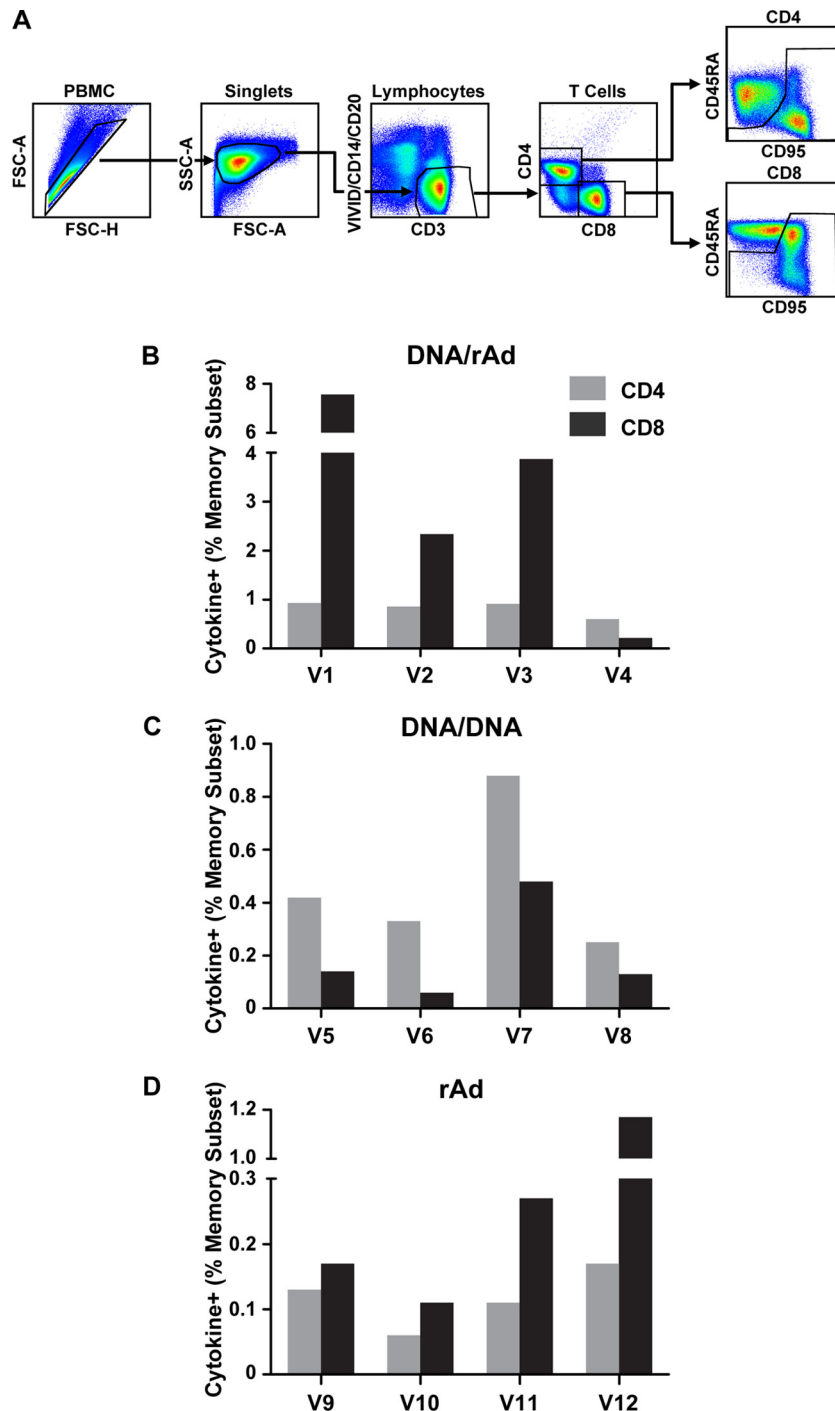 A
PBMC
FSC-A
FSC-H
Singlets
SSC-A
FSC-A
Lymphocytes
VIVID/CD14/CD20
CD3
T Cells
CD4
CD8
CD4
CD45RA
CD95
CD8
CD45RA
CD95
B
DNA/rAd
Cytokine+ (% Memory Subset)
8
6
4
3
2
1
0
CD4
CD8
V1 V2 V3 V4
C
DNA/DNA
Cytokine+ (% Memory Subset)
1.0
0.8
0.6
0.4
0.2
0
V5 V6 V7 V8
D
rAd
Cytokine+ (% Memory Subset)
1.2
1.0
0.3
0.2
0.1
0
V9 V10 V11 V12